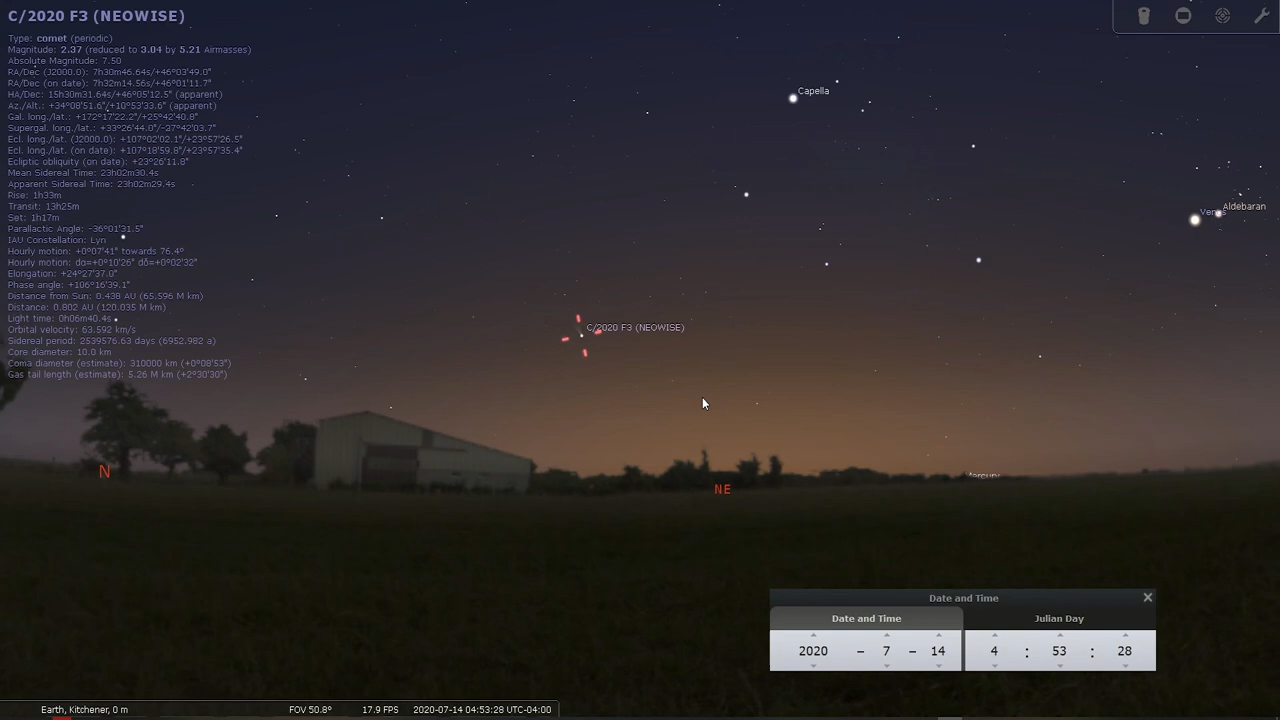 C/2020 F3 (NEOWISE)
Type: comet (periodic)
Magnitude: 2.37 (reduced to 3.04 by 5.21 Airmasses)
Absolute Magnitude: 7.50
RA/Dec (J2000.0): 7h30m46.64s/+46°03'49.0"
RA/Dec (on date): 7h32m14.56s/+46°01'11.7"
HA/Dec: 15h30m31.64s/+46°05'12.5" (apparent)
Az./Alt.: +34°08'51.6"/+10°53'33.6" (apparent)
Gal. long./lat.: +172°17'22.2"/+25°42'40.8"
Supergal. long./lat.: +33°26'44.0"/-37°42'03.7"
Ecl. long./lat. (J2000.0): +107°02'02.1"/+23°57'26.5"
Ecl. long./lat. (on date): +107°18'59.8"/+23°57'35.4"
Ecliptic obliquity (on date): +23°26'11.8"
Mean Sidereal Time: 23h02m30.4s
Apparent Sidereal Time: 23h02m29.4s
Rise: 1h33m
Transit: 13h25m
Set: 1h17m
Parallactic Angle: -36°01'31.5"
IAU Constellation: Lyn
Hourly motion: +0°07'41" towards 76.4°
Hourly motion: dα=+0°10'26" dδ=+0°02'32"
Elongation: +24°27'37.0"
Phase angle: +106°16'39.1"
Distance from Sun: 0.438 AU (65.596 M km)
Distance: 0.802 AU (120.035 M km)
Light time: 0h06m40.4s
Orbital velocity: 63.592 km/s
Sidereal period: 2539576.63 days (6952.982 a)
Core diameter: 10.0 km
Coma diameter (estimate): 310000 km (+0°08'53")
Gas tail length (estimate): 5.26 M km (+2°30'30")
Capella
Venus
Aldebaran
C/2020 F3 (NEOWISE)
N
NE
Mercury
Date and Time
Date and Time Julian Day
2020 - 7 - 14 4 : 53 : 28
Earth, Kitchener, 0 m FOV 50.8° 17.9 FPS 2020-07-14 04:53:28 UTC-04:00